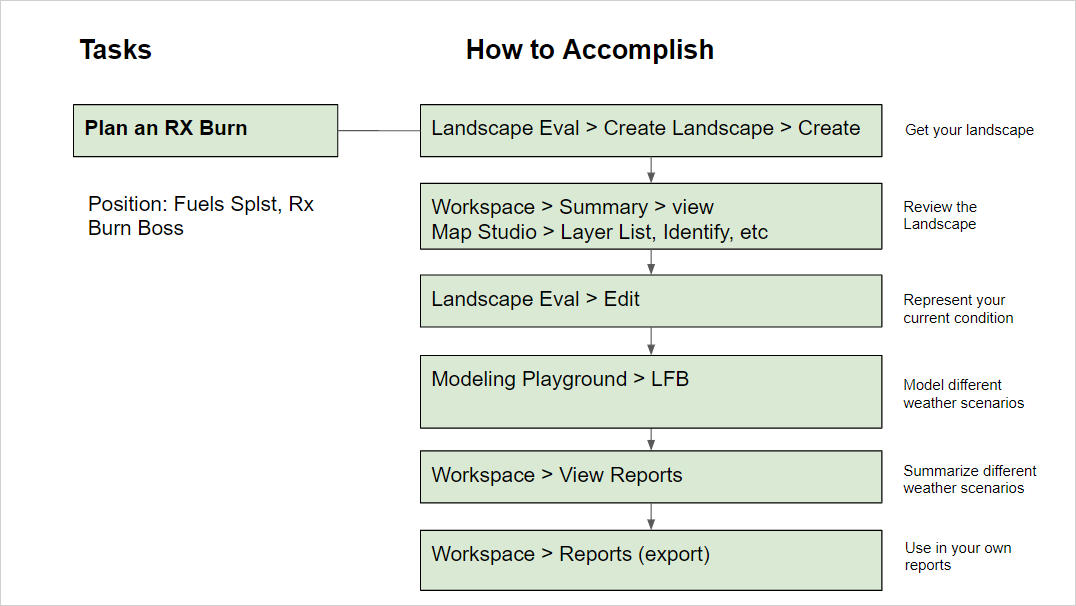 Tasks
How to Accomplish
Plan an RX Burn
Landscape Eval > Create Landscape > Create
Get your landscape
Position: Fuels Splst, Rx
Burn Boss
Workspace > Summary > view
Map Studio > Layer List, Identify, etc
Review the
Landscape
Landscape Eval > Edit
Represent your
current condition
Modeling Playground > LFB
Model different
weather scenarios
Workspace > View Reports
Summarize different
weather scenarios
Workspace > Reports (export)
Use in your own
reports